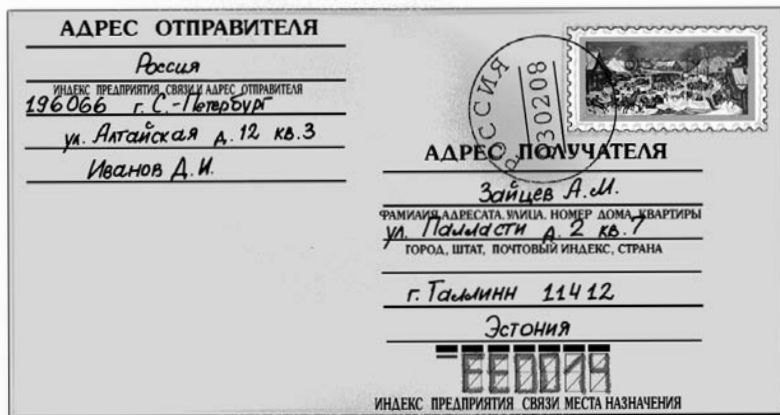 АДРЕС ОТПРАВИТЕЛЯ
Россия
ИНДЕКС ПРЕДПРИЯТИЯ СВЯЗИ И АДРЕС ОТПРАВИТЕЛЯ
196066 г. С.-Петербург
ул. Алтайская д. 12 кв. 3
Иванов Д. И.
РОССИЯ
030208
АДРЕС ПОЛУЧАТЕЛЯ
Зайцев А.М.
ФАМИЛИЯ АДРЕСАТА, УЛИЦА, НОМЕР ДОМА, КВАРТИРЫ
ул. Палласти д. 2 кв. 7
ГОРОД, ШТАТ, ПОЧТОВЫЙ ИНДЕКС, СТРАНА
г. Таллинн 11412
Эстония
EE0014
ИНДЕКС ПРЕДПРИЯТИЯ СВЯЗИ МЕСТА НАЗНАЧЕНИЯ